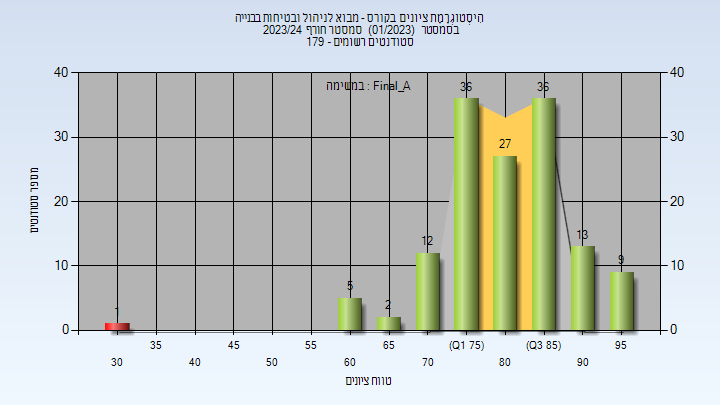 היסטוגרמת ציונים בקורס - מבוא לניהול ובטיחות בבנייה
בסמסטר (01/2023) סמסטר חורף 2023/24
סטודנטים רשומים - 179
במשימה : Final_A
מספר סטודנטים
40 40
30 30
20 20
10 10
0 0
1 5 2 12 36 27 36 13 9
35 45 55 65 (Q1 75) (Q3 85) 95
30 40 50 60 70 80 90
טווח ציונים